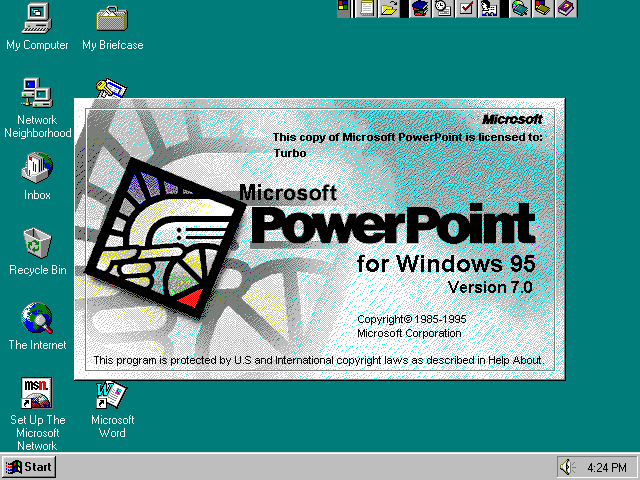 My Computer
My Briefcase
Network
Neighborhood
Inbox
Recycle Bin
The Internet
msn
Set Up The
Microsoft
Network
Microsoft
Word
Microsoft
This copy of Microsoft PowerPoint is licensed to:
Turbo
Microsoft
PowerPoint
for Windows 95
Version 7.0
Copyright© 1985-1995
Microsoft Corporation
This program is protected by U.S and International copyright laws as described in Help About.
Start
4:24 PM